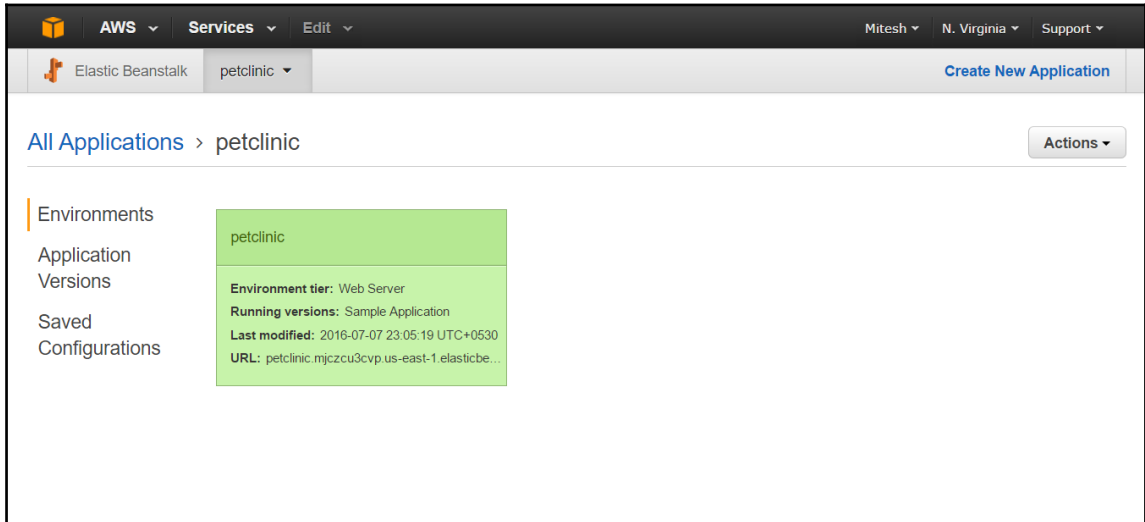 AWS Services Edit Mitesh N. Virginia Support
Elastic Beanstalk petclinic Create New Application
All Applications > petclinic Actions
Environments
Application
Versions
Saved
Configurations
petclinic
Environment tier: Web Server
Running versions: Sample Application
Last modified: 2016-07-07 23:05:19 UTC+0530
URL: petclinic.mjczcu3cvp.us-east-1.elasticbe...